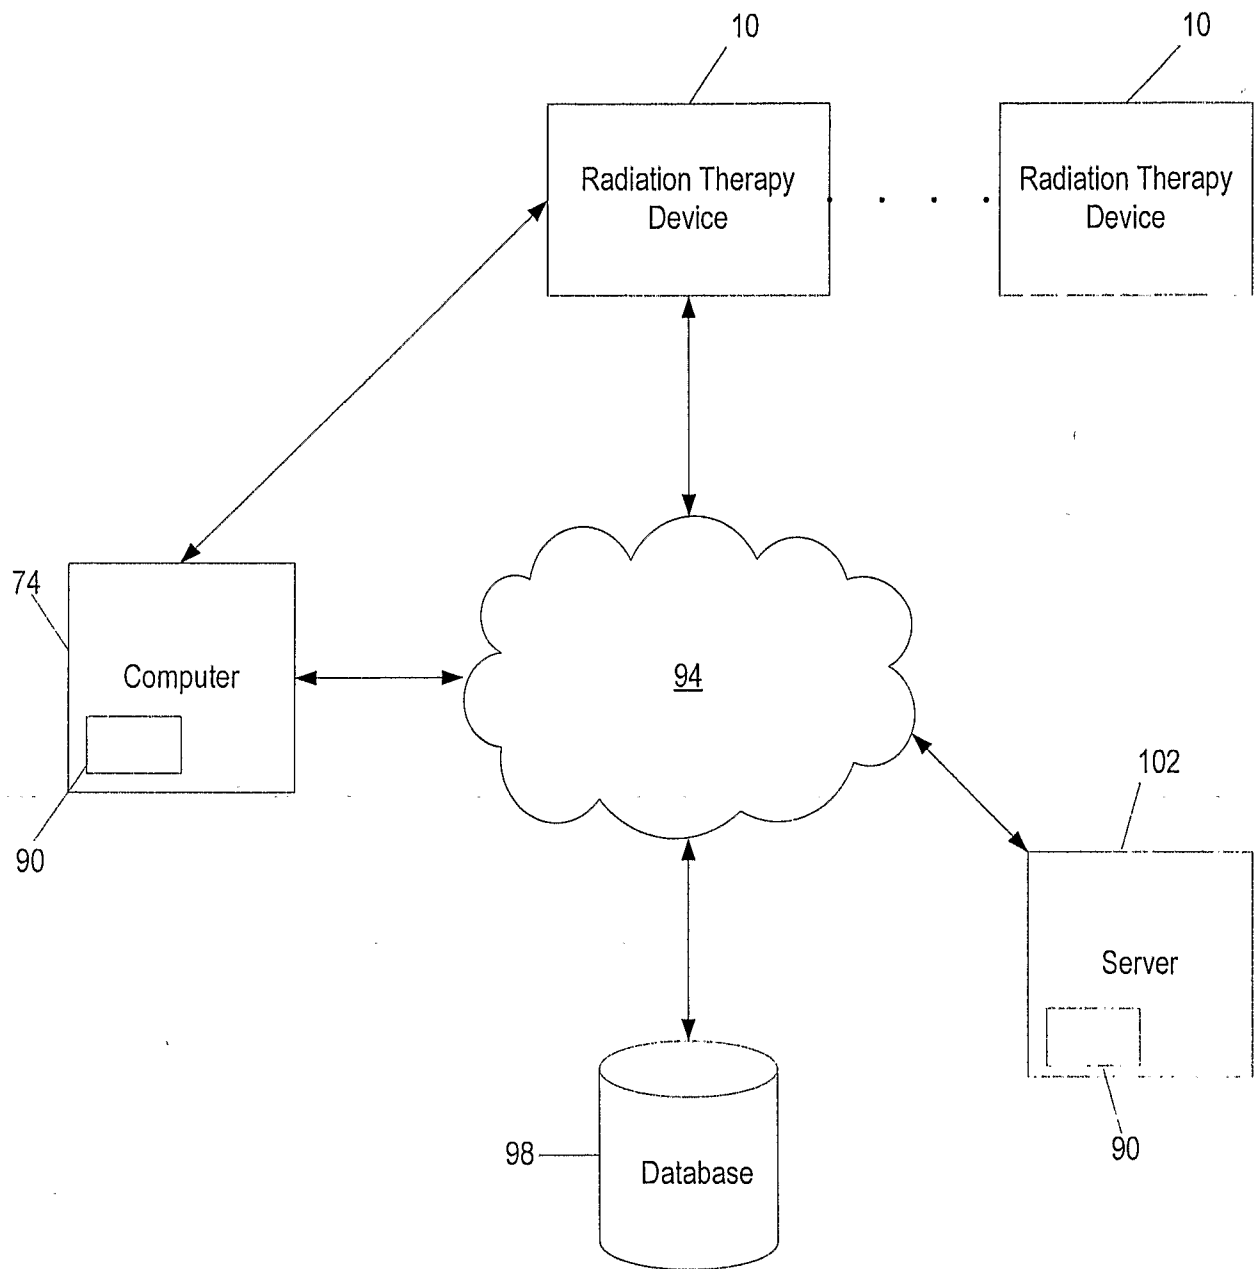 10
10
Radiation Therapy
Device
Radiation Therapy
Device
74
Computer
94
90
102
Server
98
Database
90